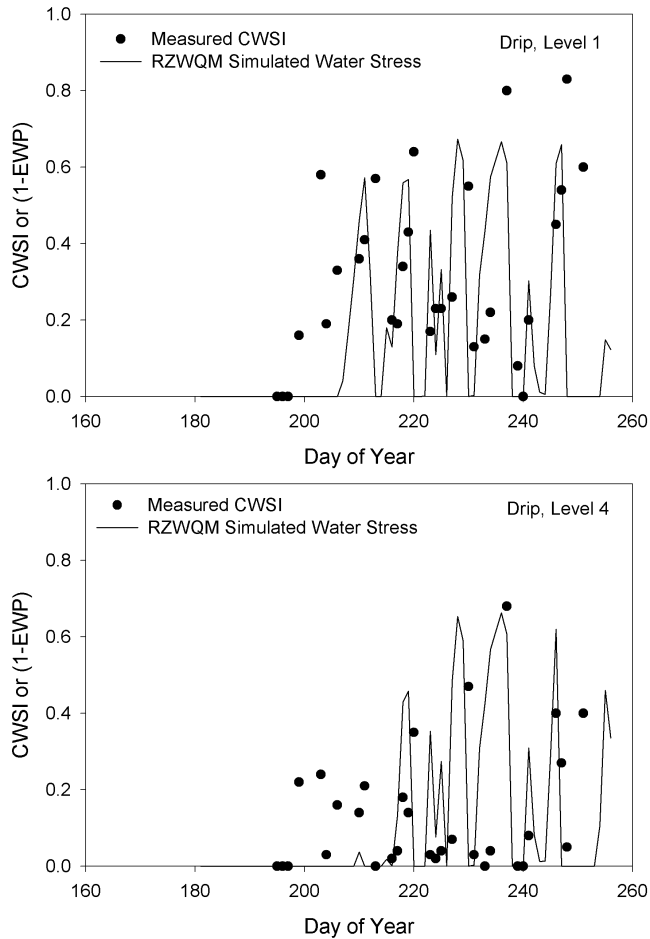 1.0
Measured CWSI
Drip, Level 1
RZWQM Simulated Water Stress
0.8
0.6
CWSI or (1-EWP)
0.4
0.2
0.0
160 180 200 220 240 260
Day of Year
1.0
Measured CWSI
Drip, Level 4
RZWQM Simulated Water Stress
0.8
0.6
CWSI or (1-EWP)
0.4
0.2
0.0
160 180 200 220 240 260
Day of Year